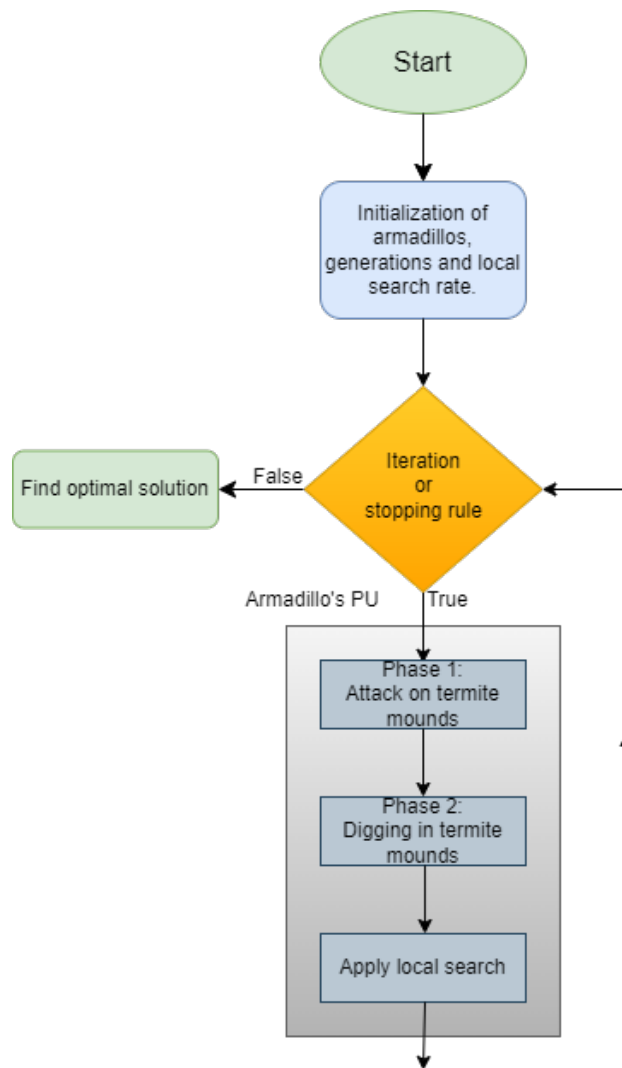 Start
Initialization of
armadillos,
generations and local
search rate.
Iteration
or
stopping rule
False
Find optimal solution
Armadillo's PU
True
Phase 1:
Attack on termite
mounds
Phase 2:
Digging in termite
mounds
Apply local search